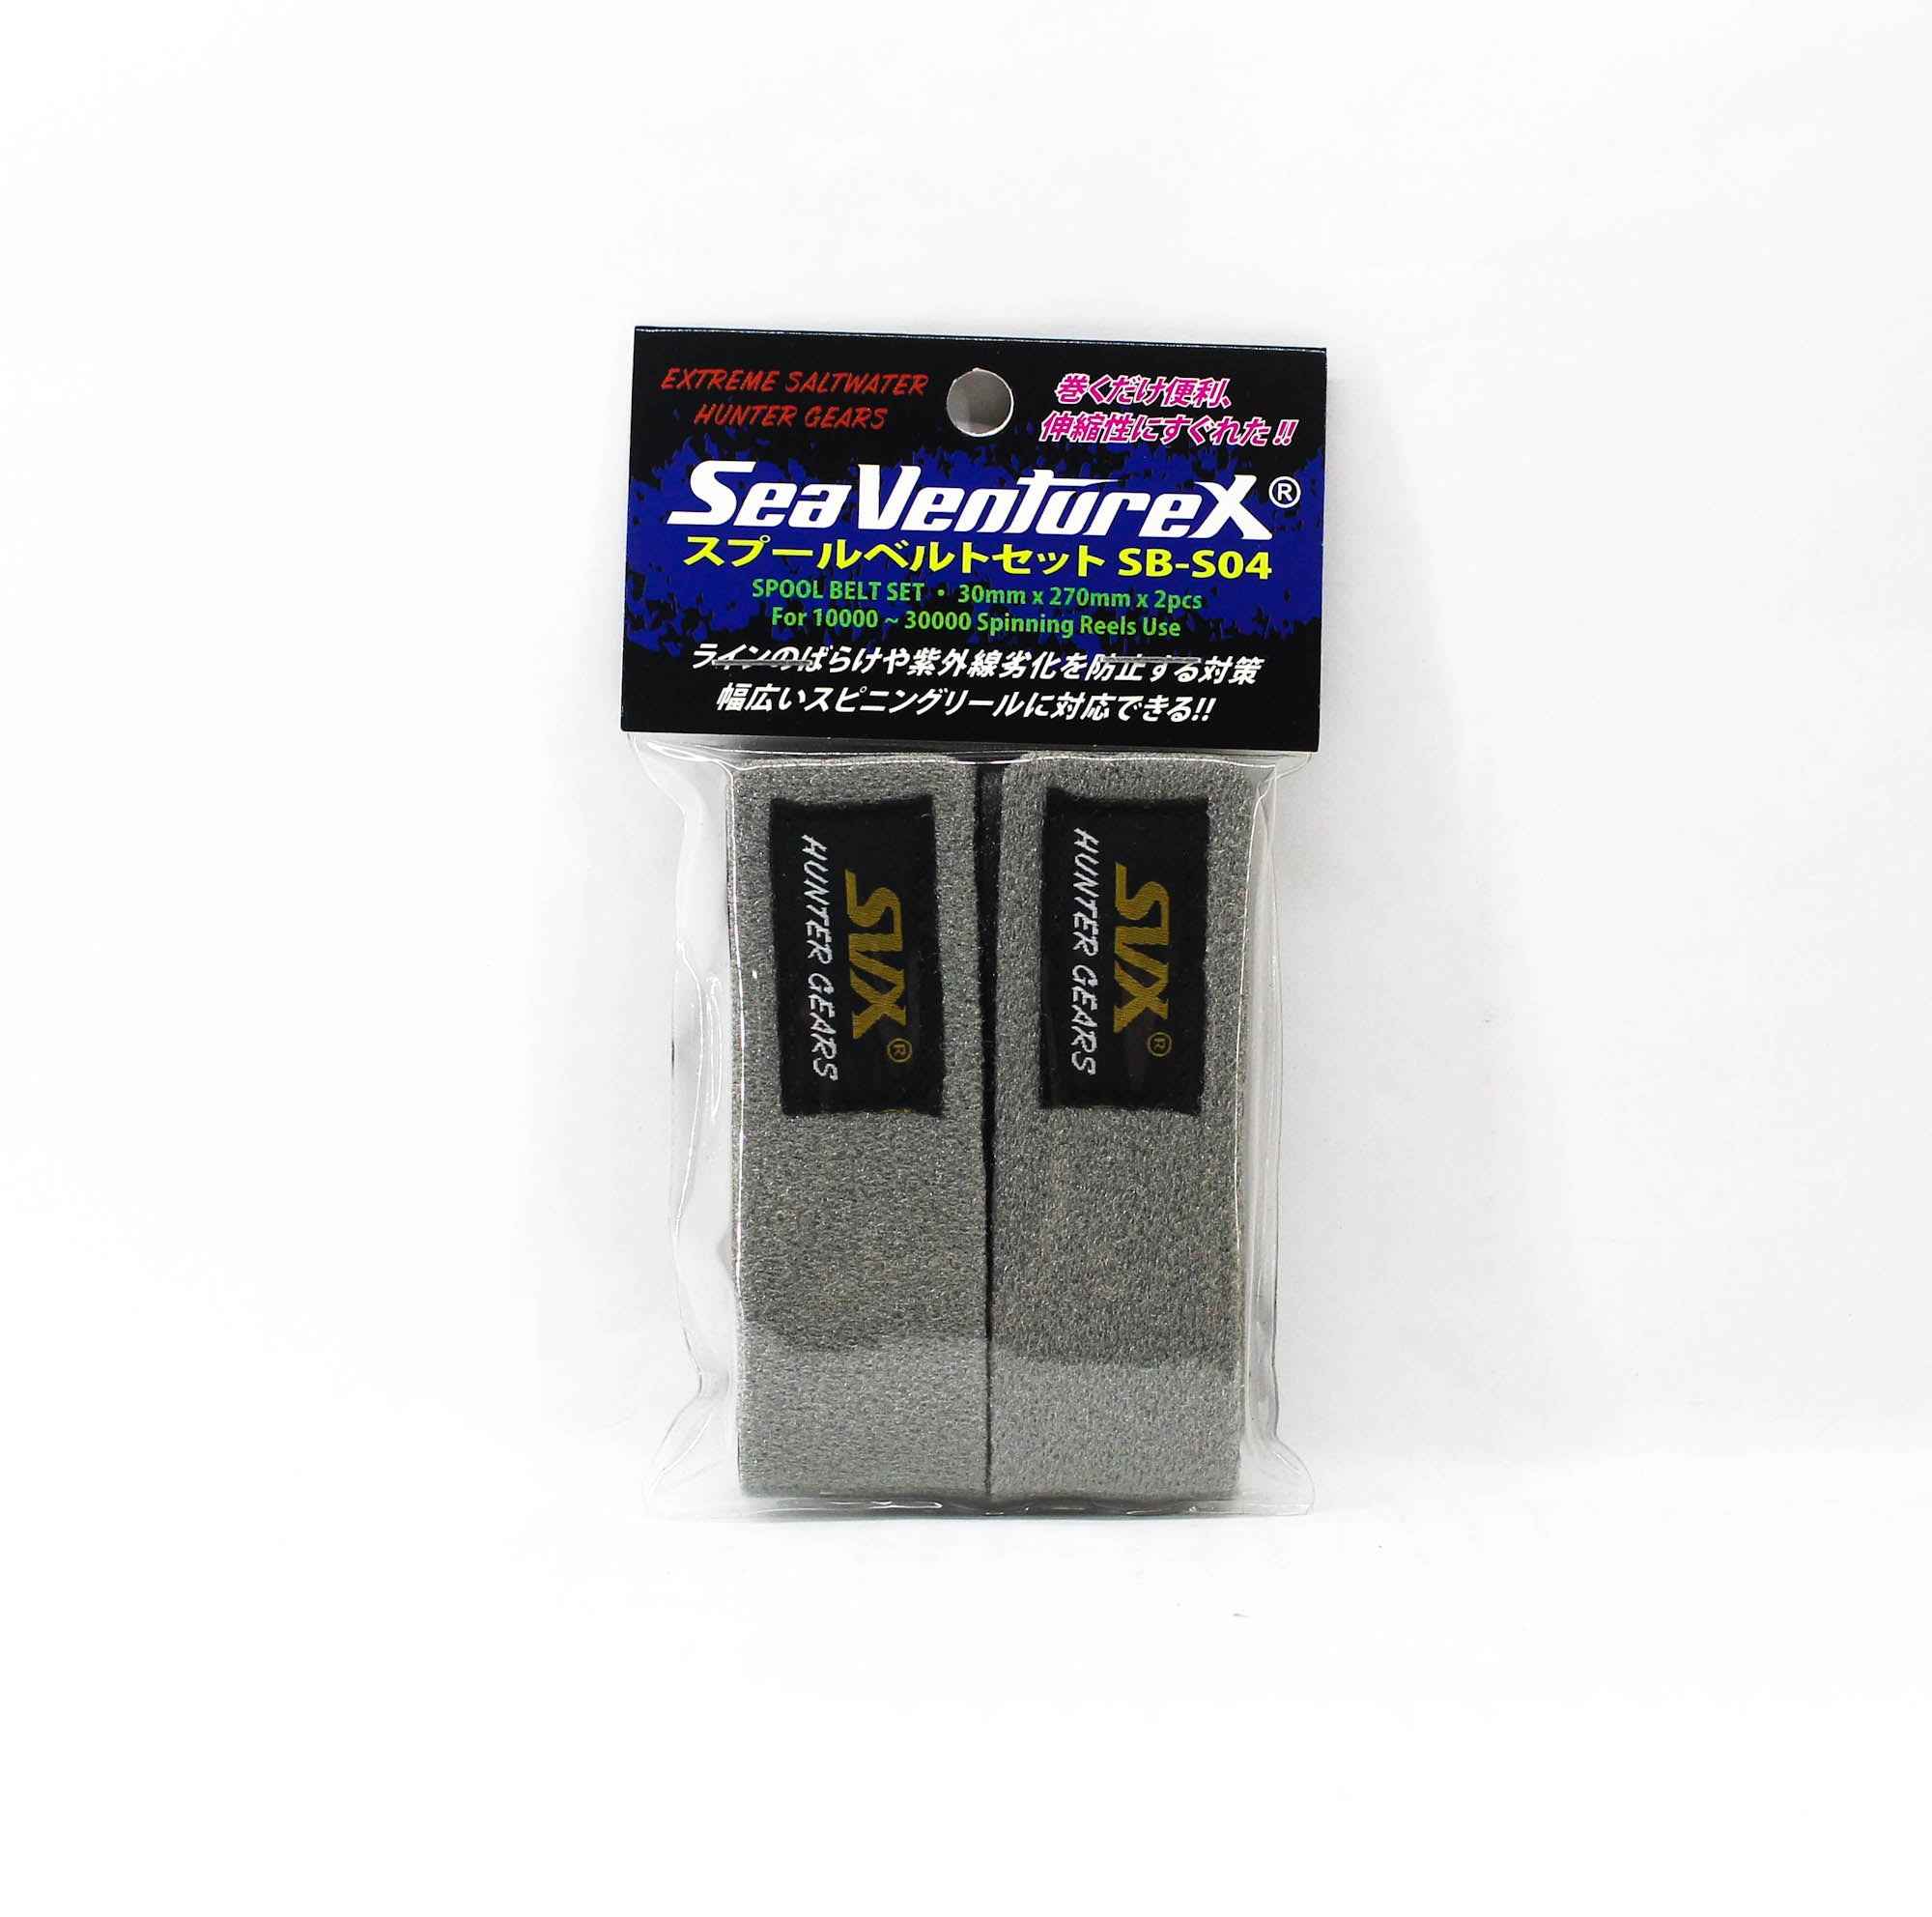 EXTREME SALTWATER
HUNTER GEARS
巻くだけ便利、
伸縮性にすぐれた!!
SeaVentureX®
スプールベルトセット SB-S04
SPOOL BELT SET・30mm x 270mm x 2pcs
For 10000 ~ 30000 Spinning Reels Use
ラインのばらけや紫外線劣化を防止する対策
幅広いスピニングリールに対応できる!!
SVX®
HUNTER GEARS
SVX®
HUNTER GEARS